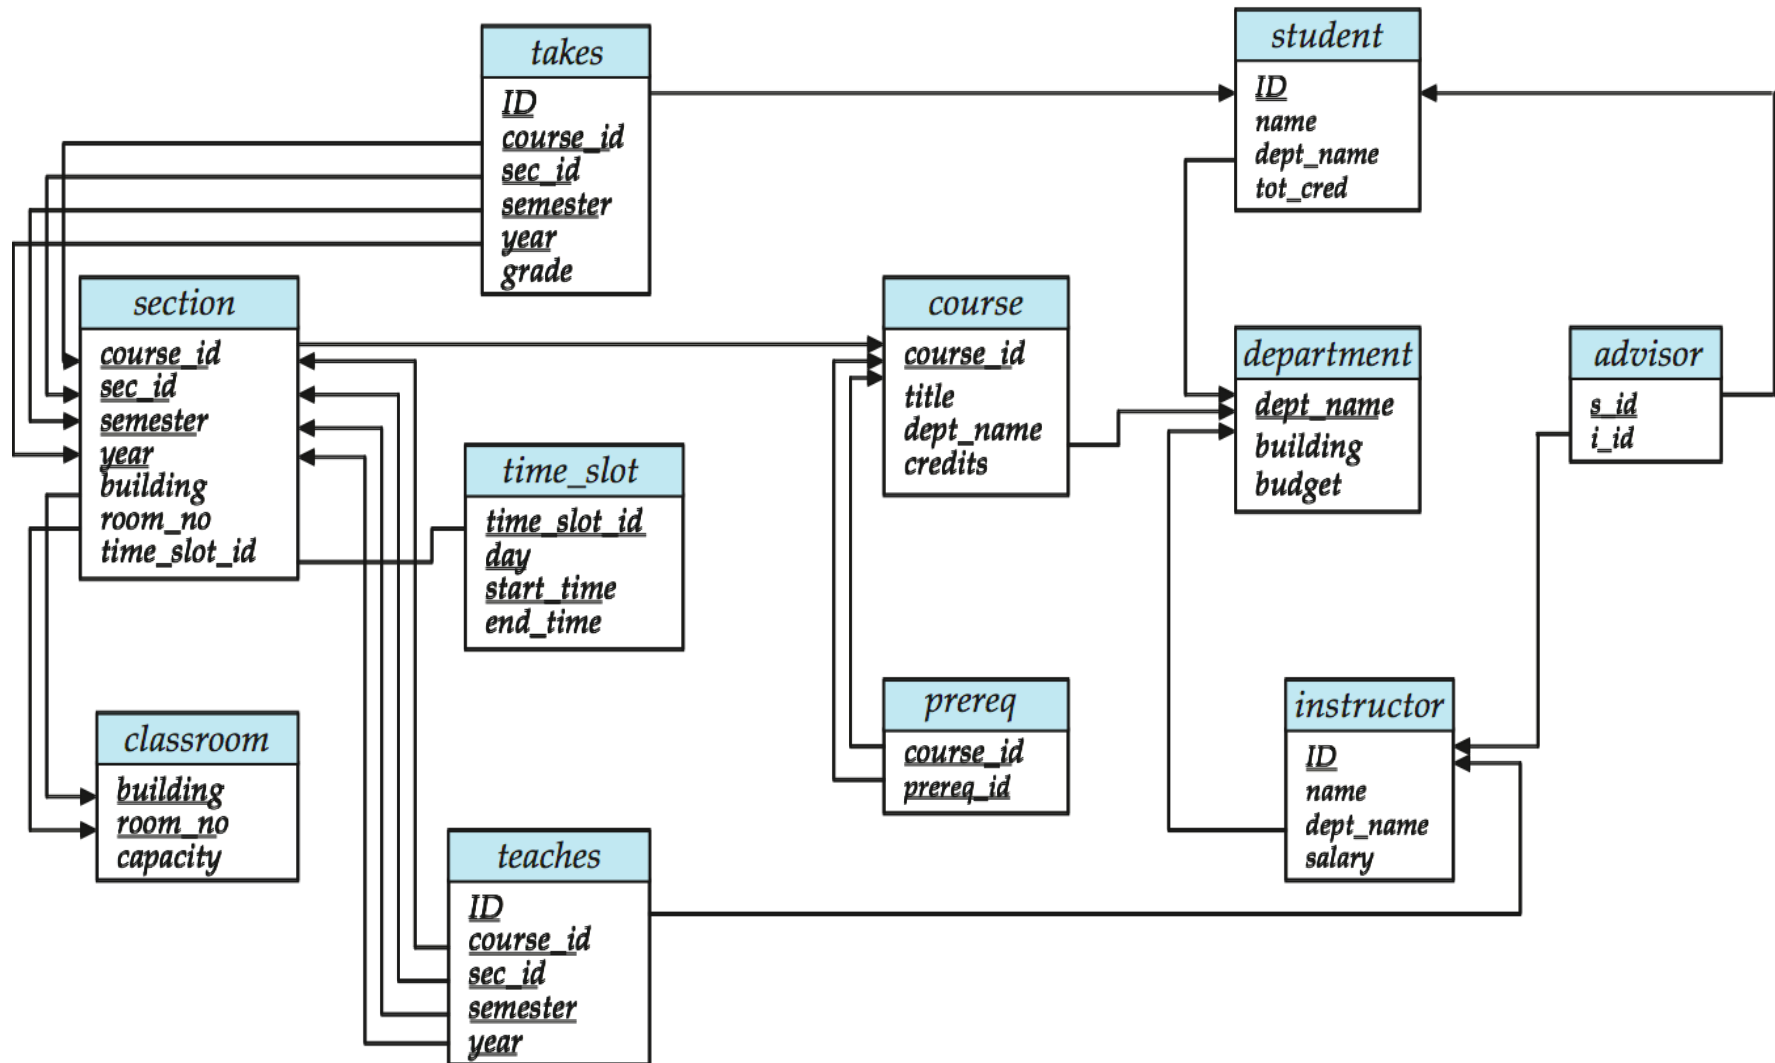 takes
ID
course_id
sec_id
semester
year
grade
student
ID
name
dept_name
tot_cred
section
course_id
sec_id
semester
year
building
room_no
time_slot_id
course
course_id
title
dept_name
credits
department
dept_name
building
budget
advisor
s_id
i_id
time_slot
time_slot_id
day
start_time
end_time
prereq
course_id
prereq_id
instructor
ID
name
dept_name
salary
classroom
building
room_no
capacity
teaches
ID
course_id
sec_id
semester
year